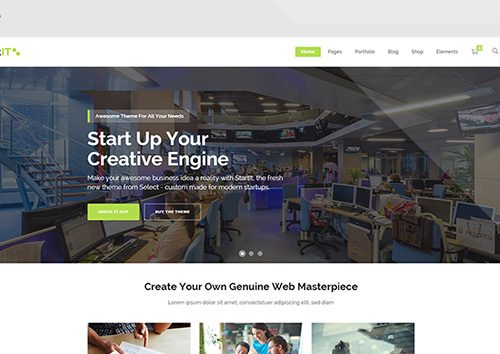 IT
Home Pages Portfolio Blog Shop Elements
Awesome Theme For All Your Needs
Start Up Your
Creative Engine
Make your awesome business idea a reality with StartIt, the fresh
new theme from Select - custom made for modern startups.
CHECK IT OUT BUY THE THEME
Create Your Own Genuine Web Masterpiece
Lorem ipsum dolor sit amet, consectetuer adipiscing elit, sed diam